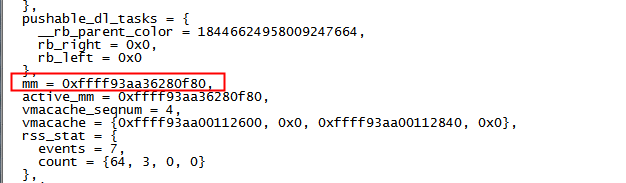 },
pushable_dl_tasks = {
__rb_parent_color = 18446624958009247664,
rb_right = 0x0,
rb_left = 0x0
},
mm = 0xffff93aa36280f80,
active_mm = 0xffff93aa36280f80,
vmacache_seqnum = 4,
vmacache = {0xffff93aa00112600, 0x0, 0xffff93aa00112840, 0x0},
rss_stat = {
events = 7,
count = {64, 3, 0, 0}
},